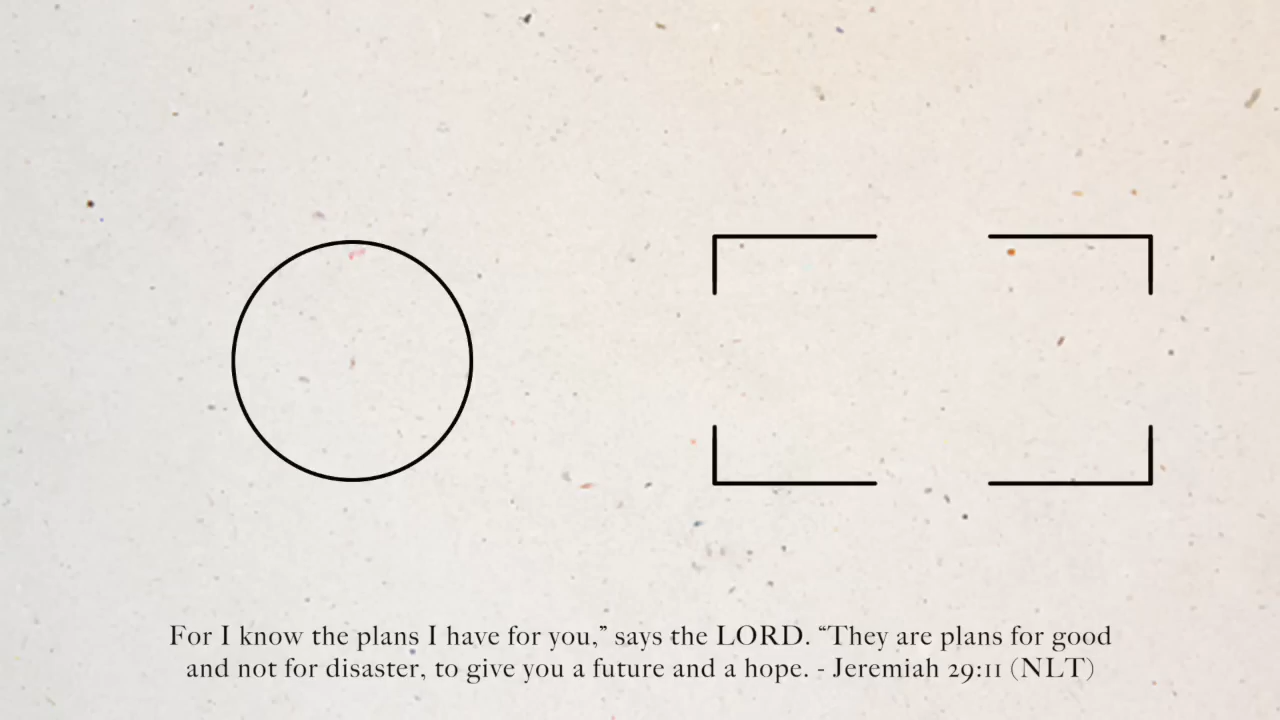 For I know the plans I have for you,” says the LORD. “They are plans for good
and not for disaster, to give you a future and a hope. - Jeremiah 29:11 (NLT)